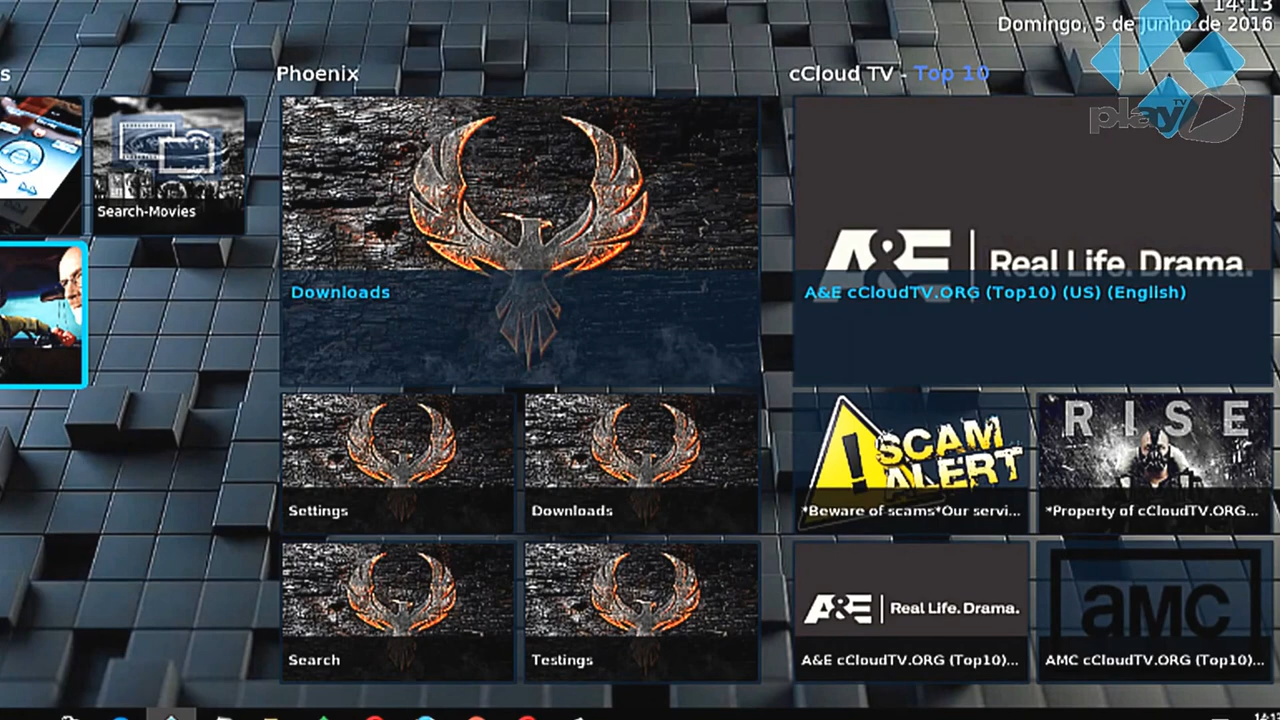 14:13
Domingo, 5 de Junho de 2016
s
Phoenix
cCloud TV - Top 10
playTV
Search-Movies
A&E | Real Life. Drama.
Downloads
A&E cCloudTV.ORG (Top10) (US) (English)
SCAM
ALERT
RISE
Settings
Downloads
*Beware of scams*Our servi...
*Property of cCloudTV.ORG...
A&E | Real Life. Drama.
aMC
Search
Testings
A&E cCloudTV.ORG (Top10)...
AMC cCloudTV.ORG (Top10)...